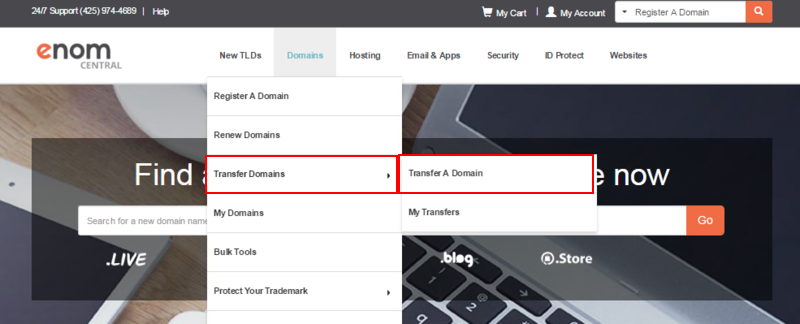 24/7 Support (425) 974-4689 | Help
My Cart | My Account
Register A Domain
enom
CENTRAL
New TLDs
Domains
Hosting
Email & Apps
Security
ID Protect
Websites
Register A Domain
Renew Domains
Transfer Domains
Transfer A Domain
My Domains
My Transfers
Bulk Tools
Protect Your Trademark
Find
now
Search for a new domain name
Go
.LIVE
.blog
.Store